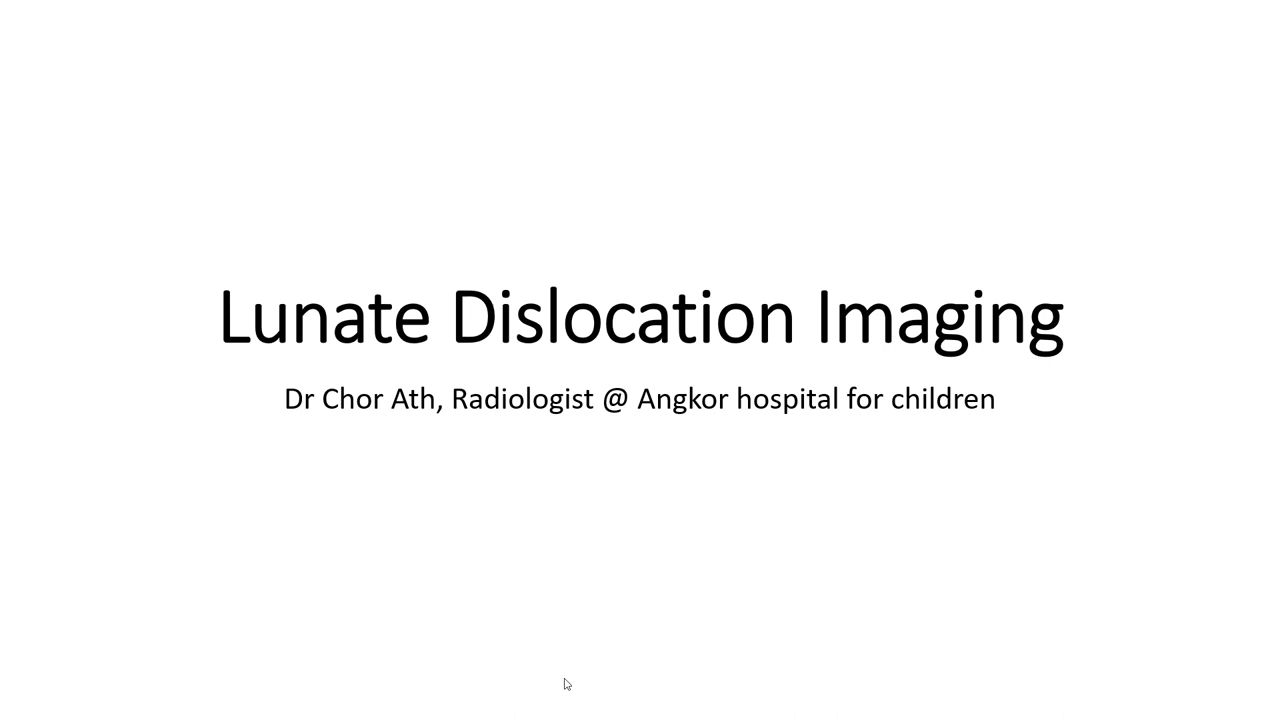 Lunate Dislocation Imaging
Dr Chor Ath, Radiologist @ Angkor hospital for children